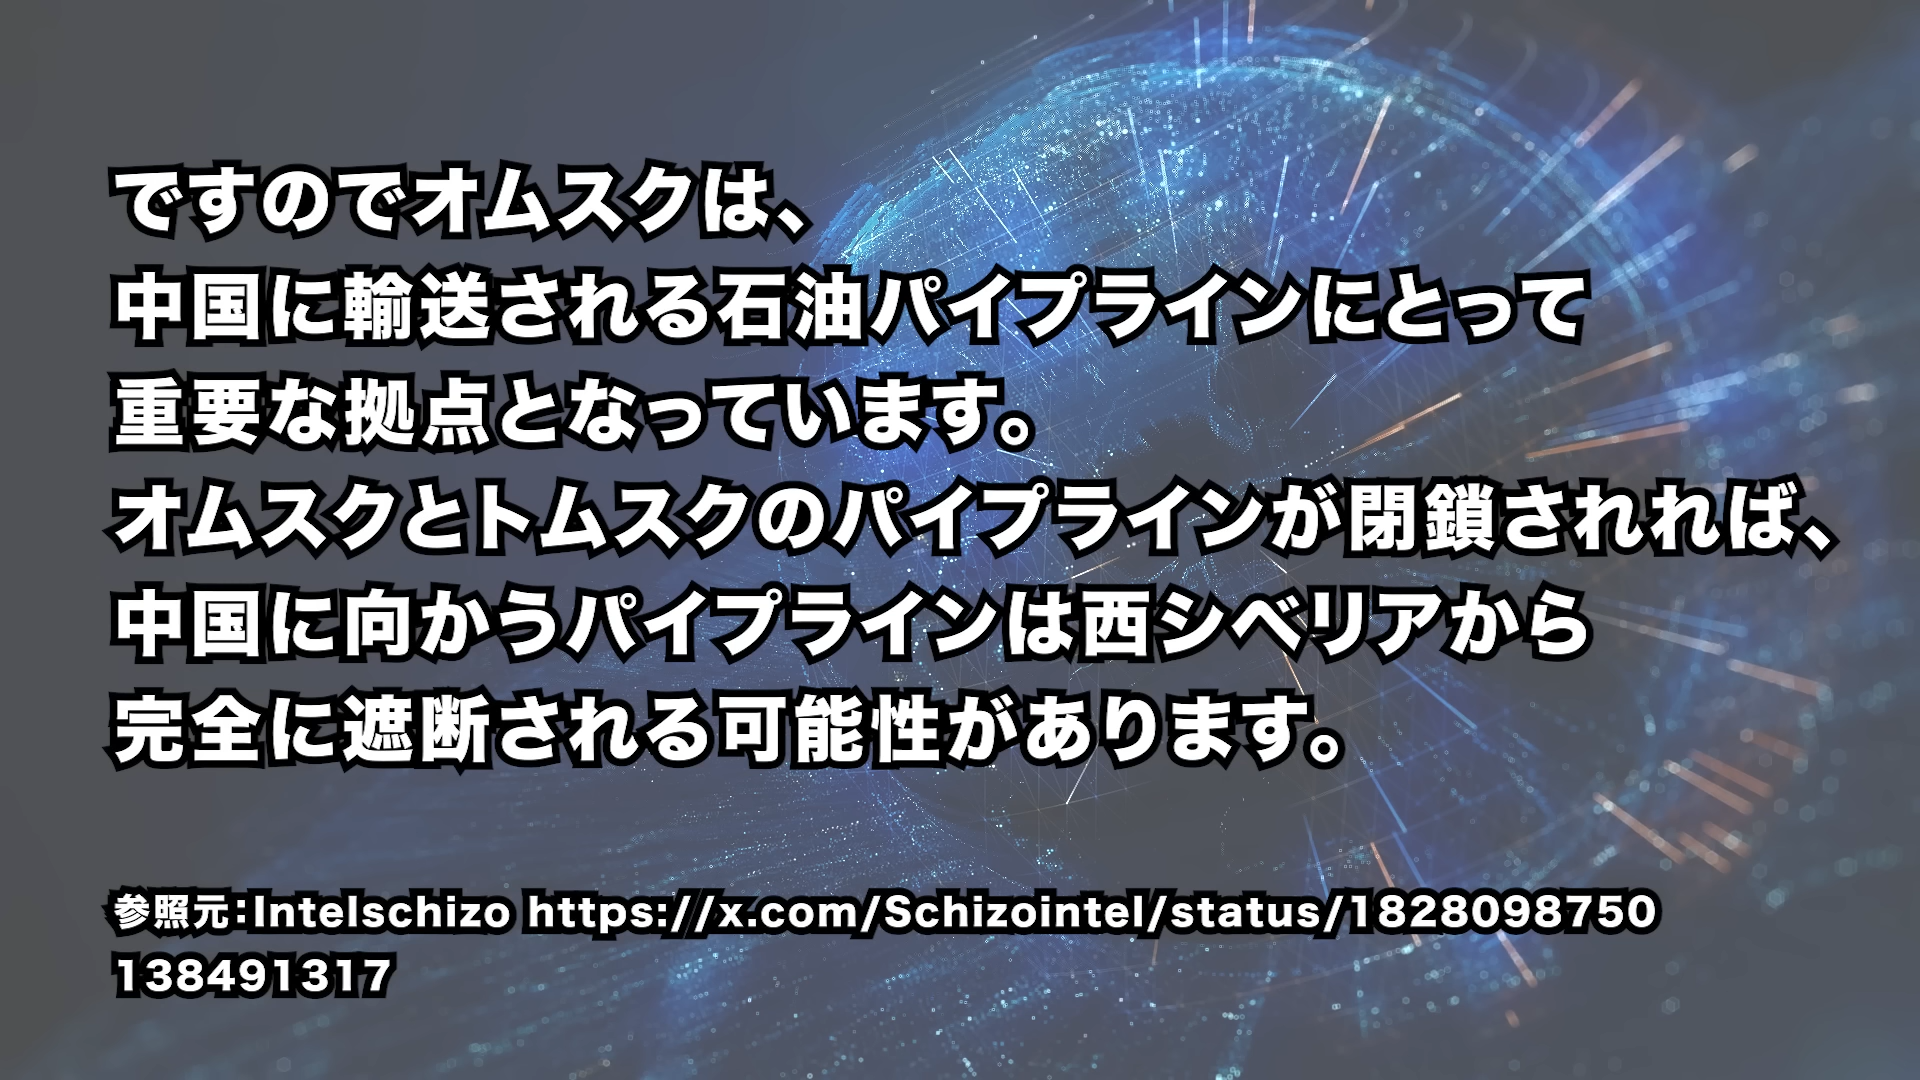 ですのでオムスクは、
中国に輸送される石油パイプラインにとって
重要な拠点となっています。
オムスクとトムスクのパイプラインが閉鎖されれば、
中国に向かうパイプラインは西シベリアから
完全に遮断される可能性があります。
参照元：Intelschizo https://x.com/Schizointel/status/1828098750
138491317